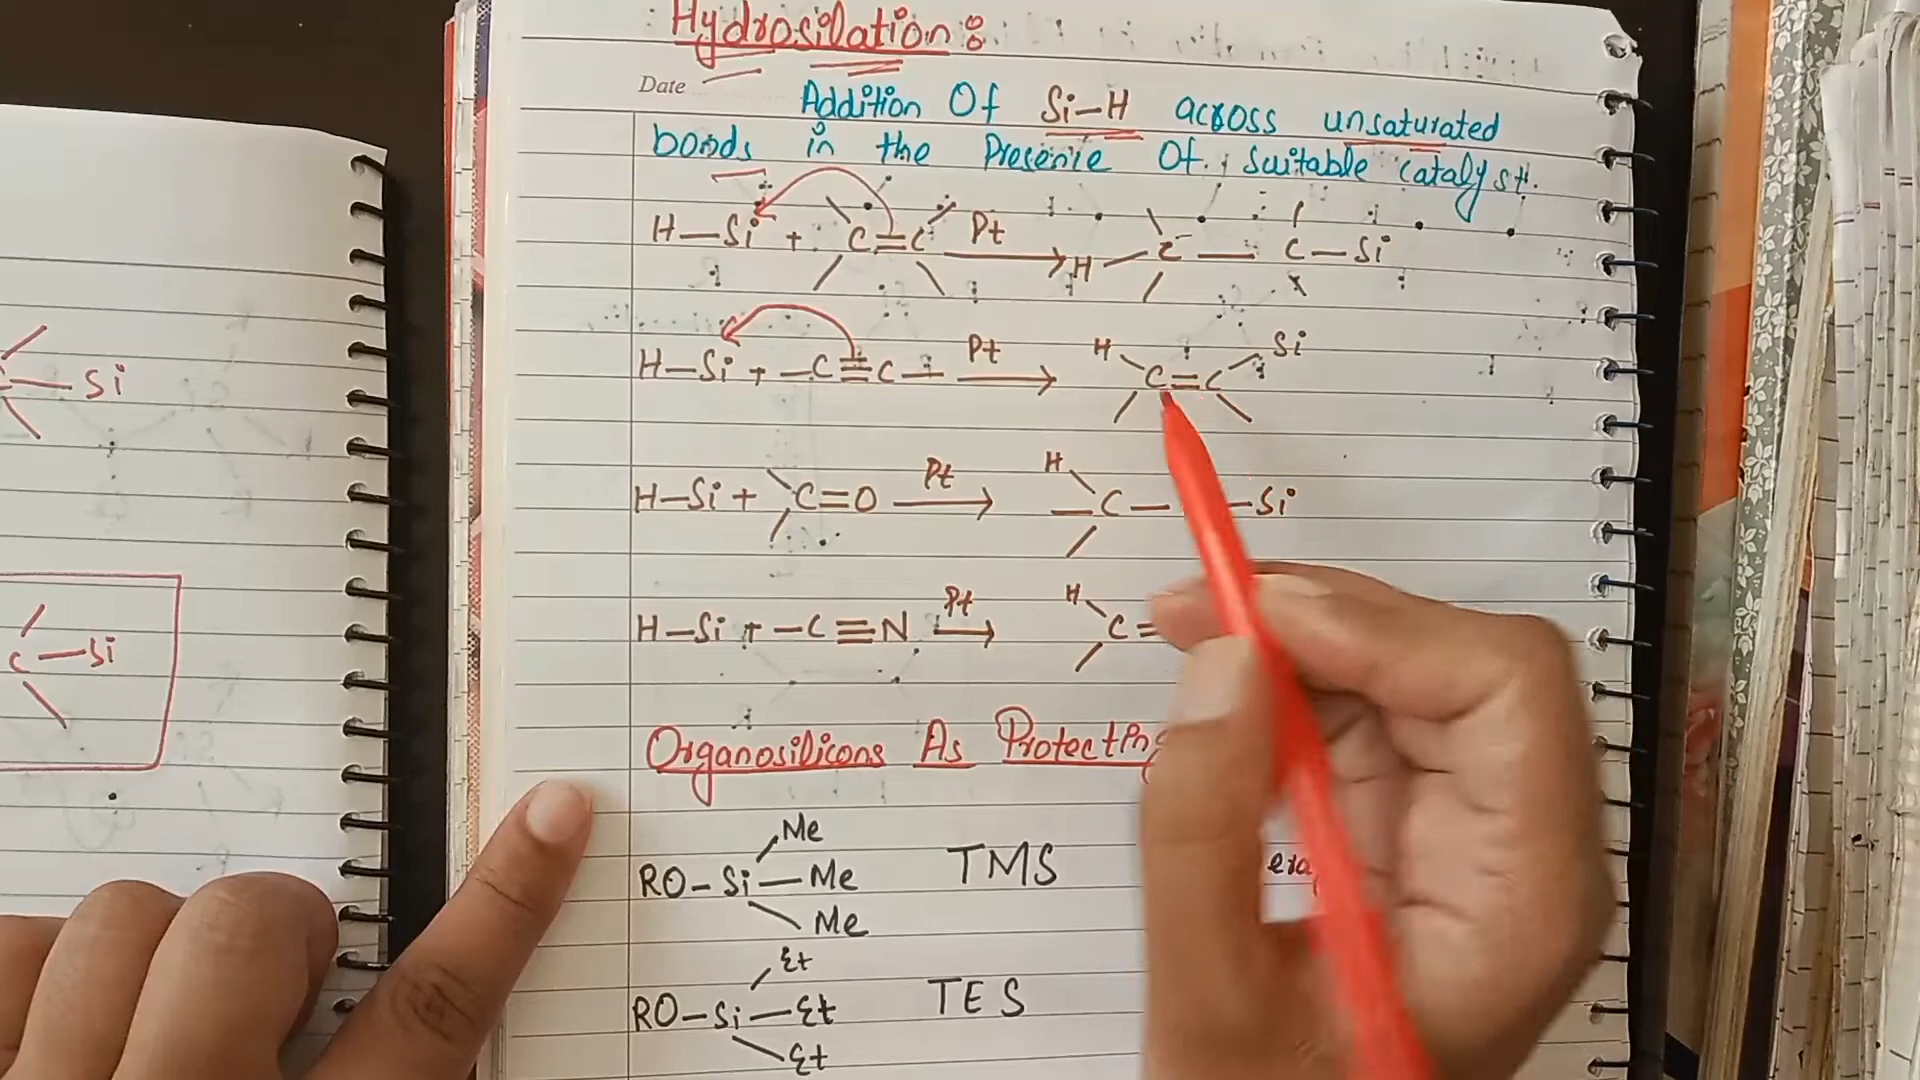 Si
C—Si
Hydrosilation:
Date
Addition Of Si—H across unsaturated
bonds in the Presence Of suitable catalyst.
H—Si + C=C Pt → H—C—C—Si
H—Si + —C≡C— Pt → H C=C Si
H—Si + C=O Pt → H —C— —Si
H—Si + —C≡N Pt → H C=
Organosilicons As Protecting
RO—Si—Me Me Me TMS
RO—Si—Et Et Et TES